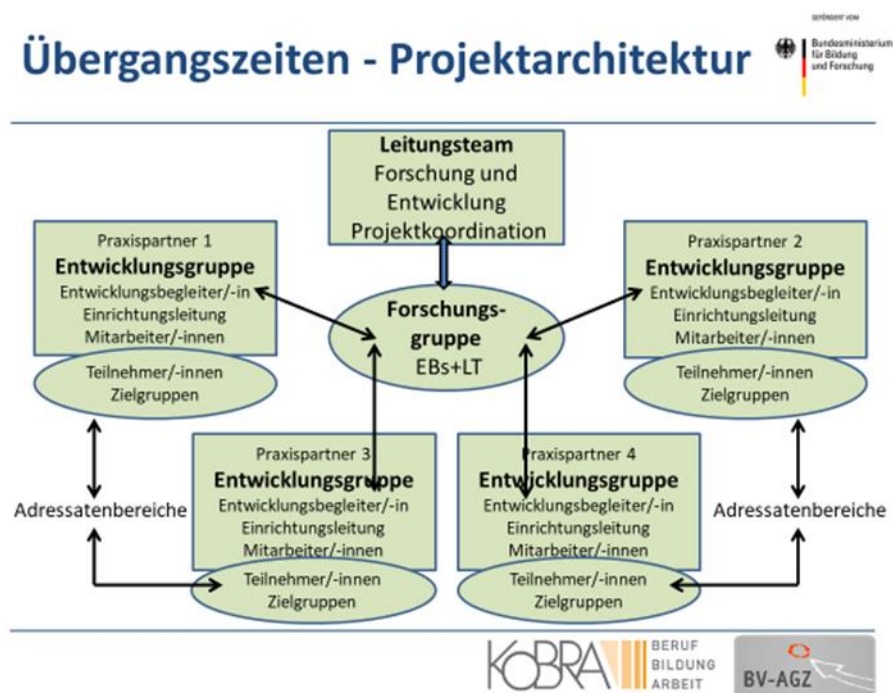 GEFÖRDERT VOM
Übergangszeiten - Projektarchitektur
Bundesministerium
für Bildung
und Forschung
Leitungsteam
Forschung und
Entwicklung
Projektkoordination
Praxispartner 1
Entwicklungsgruppe
Entwicklungsbegleiter/-in
Einrichtungsleitung
Mitarbeiter/-innen
Teilnehmer/-innen
Zielgruppen
Forschungs-
gruppe
EBs+LT
Praxispartner 2
Entwicklungsgruppe
Entwicklungsbegleiter/-in
Einrichtungsleitung
Mitarbeiter/-innen
Teilnehmer/-innen
Zielgruppen
Adressatenbereiche
Praxispartner 3
Entwicklungsgruppe
Entwicklungsbegleiter/-in
Einrichtungsleitung
Mitarbeiter/-innen
Teilnehmer/-innen
Zielgruppen
Praxispartner 4
Entwicklungsgruppe
Entwicklungsbegleiter/-in
Einrichtungsleitung
Mitarbeiter/-innen
Teilnehmer/-innen
Zielgruppen
Adressatenbereiche
KOBRA
BERUF
BILDUNG
ARBEIT
BV-AGZ